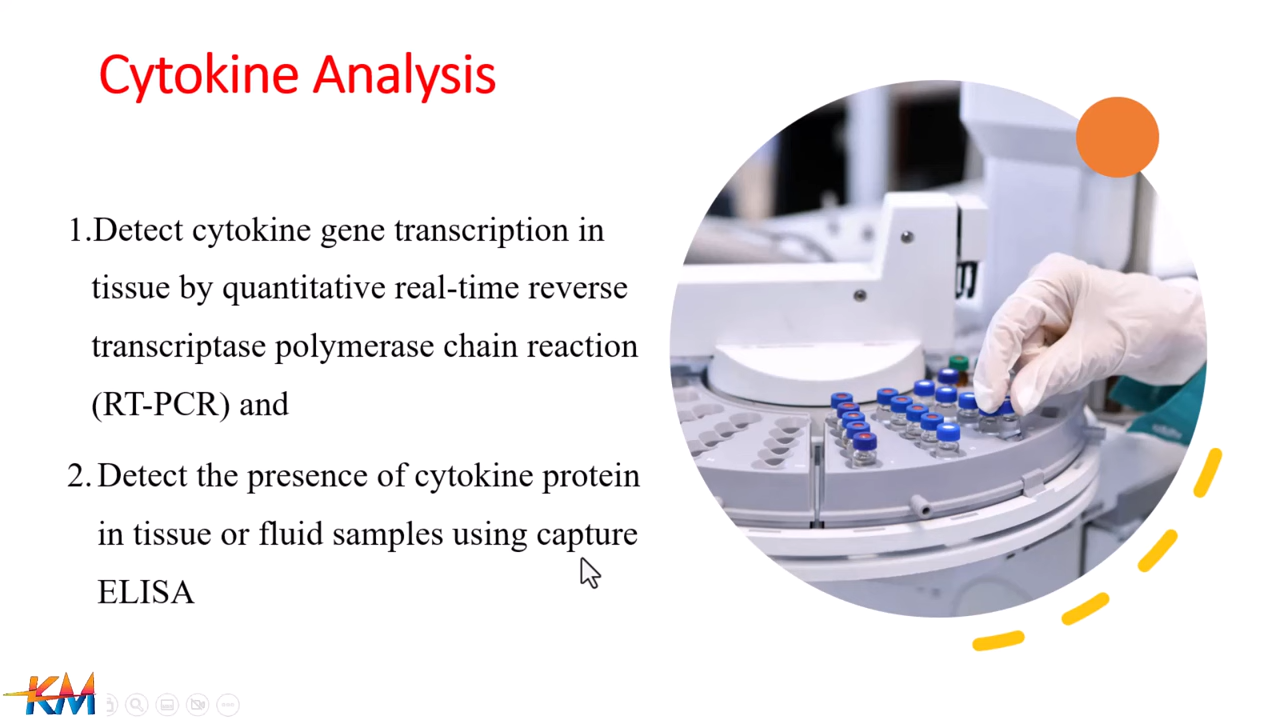 Cytokine Analysis
1.Detect cytokine gene transcription in
tissue by quantitative real-time reverse
transcriptase polymerase chain reaction
(RT-PCR) and
2. Detect the presence of cytokine protein
in tissue or fluid samples using capture
ELISA
KM